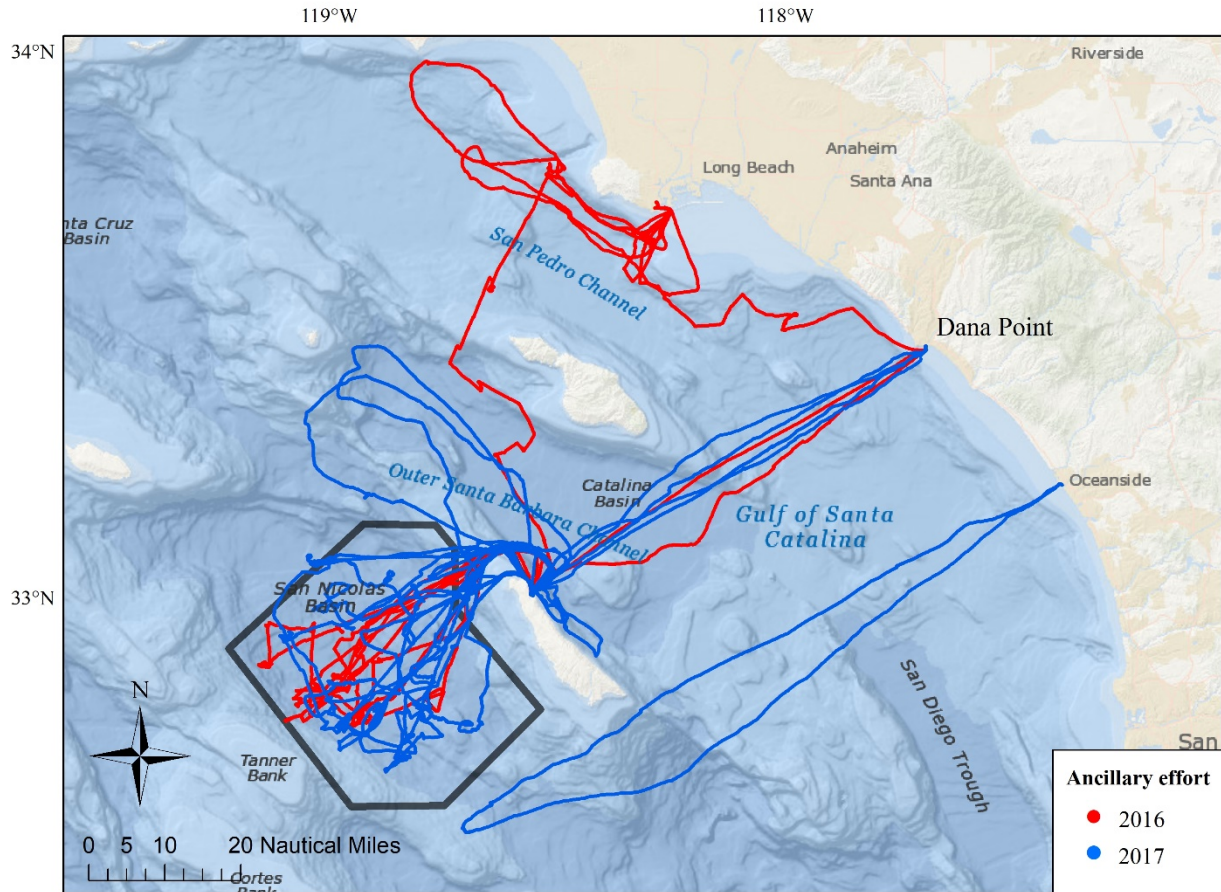 119°W
118°W
34°N
Riverside
Anaheim
Long Beach
Santa Ana
nta Cruz
Basin
San Pedro Channel
Dana Point
Outer Santa Barbara Channel
Catalina
Basin
Oceanside
Gulf of Santa
Catalina
33°N
San Nicolas
Basin
San Diego Trough
N
San
Tanner
Bank
Ancillary effort
2016
2017
0 5 10 20 Nautical Miles
Cortes
Bank